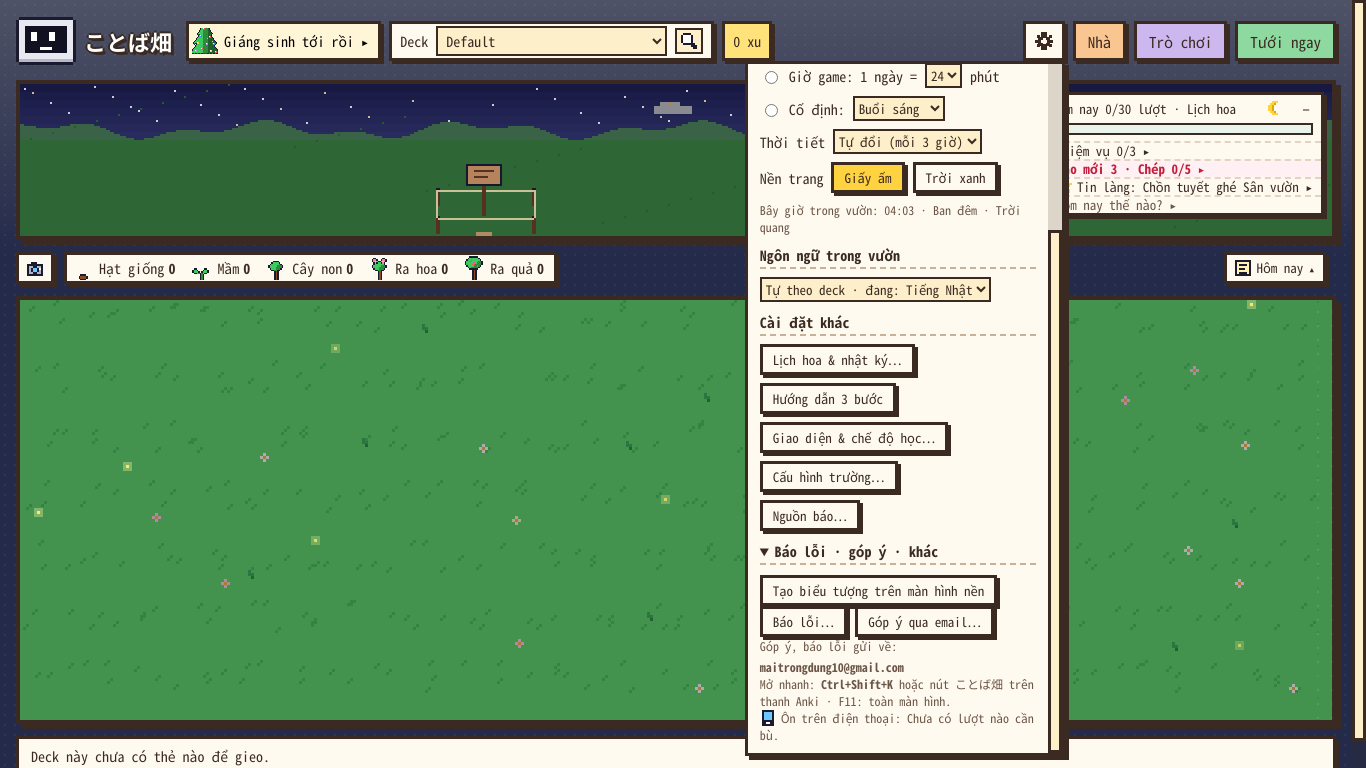 ことば畑
Giáng sinh tới rồi ▸
Deck
Default
0 xu
Nhà
Trò chơi
Tưới ngay
Giờ game: 1 ngày = 24 phút
Cố định: Buổi sáng
Thời tiết Tự đổi (mỗi 3 giờ)
Nền trang Giấy ấm Trời xanh
Bây giờ trong vườn: 04:03 · Ban đêm · Trời
quang
Ngôn ngữ trong vườn
Tự theo deck · đang: Tiếng Nhật
Cài đặt khác
Lịch hoa & nhật ký...
Hướng dẫn 3 bước
Giao diện & chế độ học...
Cấu hình trường...
Nguồn báo...
▼ Báo lỗi · góp ý · khác
Tạo biểu tượng trên màn hình nền
Báo lỗi... Góp ý qua email...
Góp ý, báo lỗi gửi về:
maitrongdung10@gmail.com
Mở nhanh: Ctrl+Shift+K hoặc nút ことば畑 trên
thanh Anki · F11: toàn màn hình.
Ôn trên điện thoại: Chưa có lượt nào cần
bù.
nay 0/30 lượt · Lịch hoa –
vụ 0/3 ▸
mới 3 · Chép 0/5 ▸
Tin làng: Chồn tuyết ghé Sân vườn ▸
nay thế nào? ▸
Hạt giống 0 Mầm 0 Cây non 0 Ra hoa 0 Ra quả 0
Hôm nay ▴
Deck này chưa có thẻ nào để gieo.